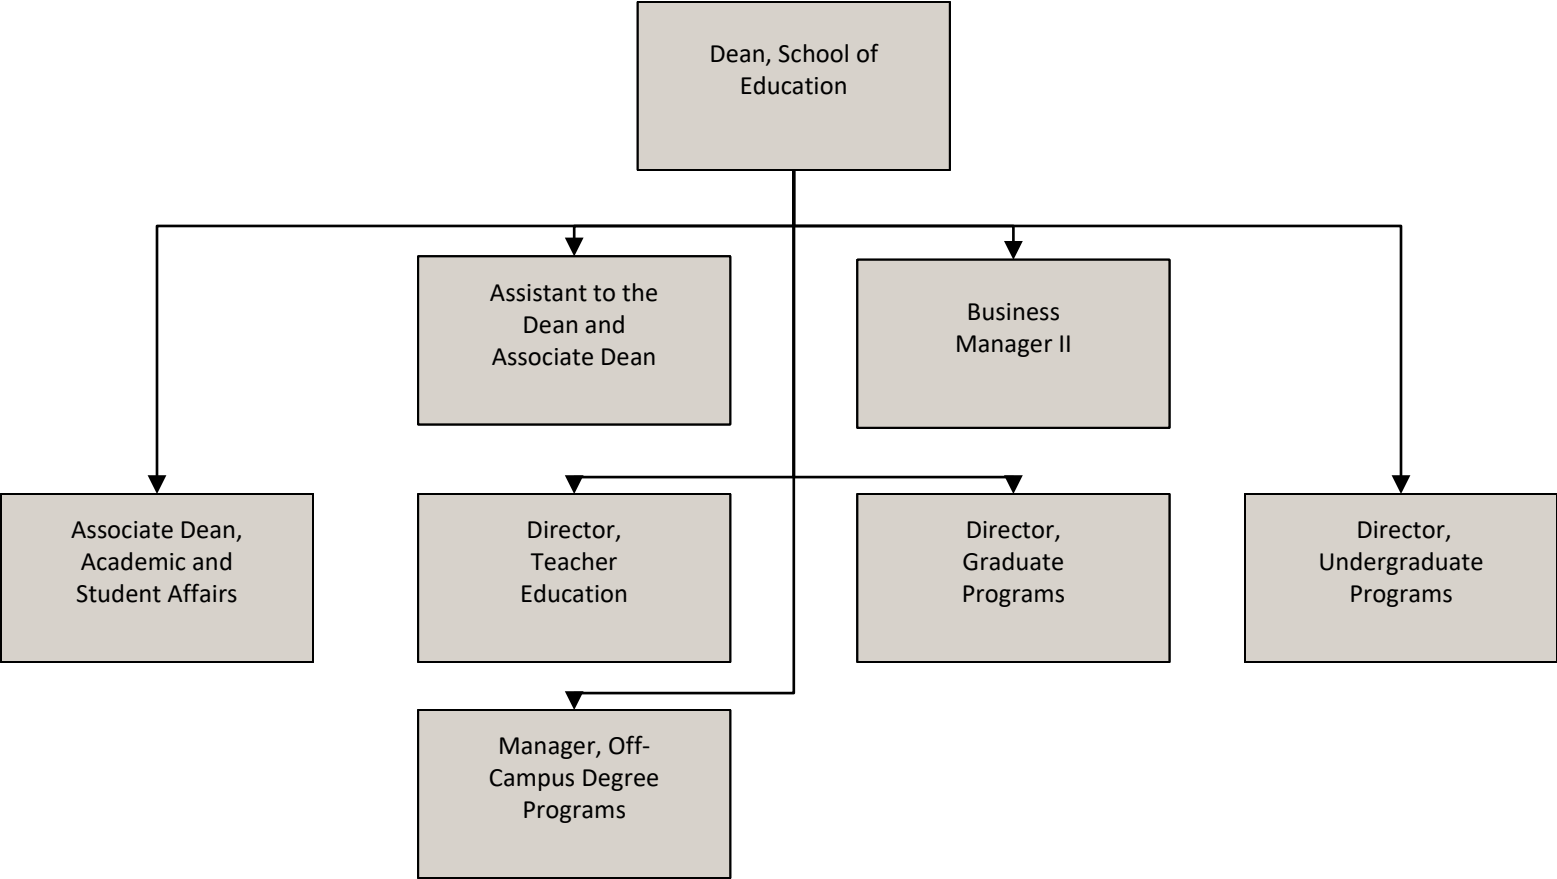 Dean, School of
Education
Assistant to the
Dean and
Associate Dean
Business
Manager II
Associate Dean,
Academic and
Student Affairs
Director,
Teacher
Education
Director,
Graduate
Programs
Director,
Undergraduate
Programs
Manager, Off-
Campus Degree
Programs